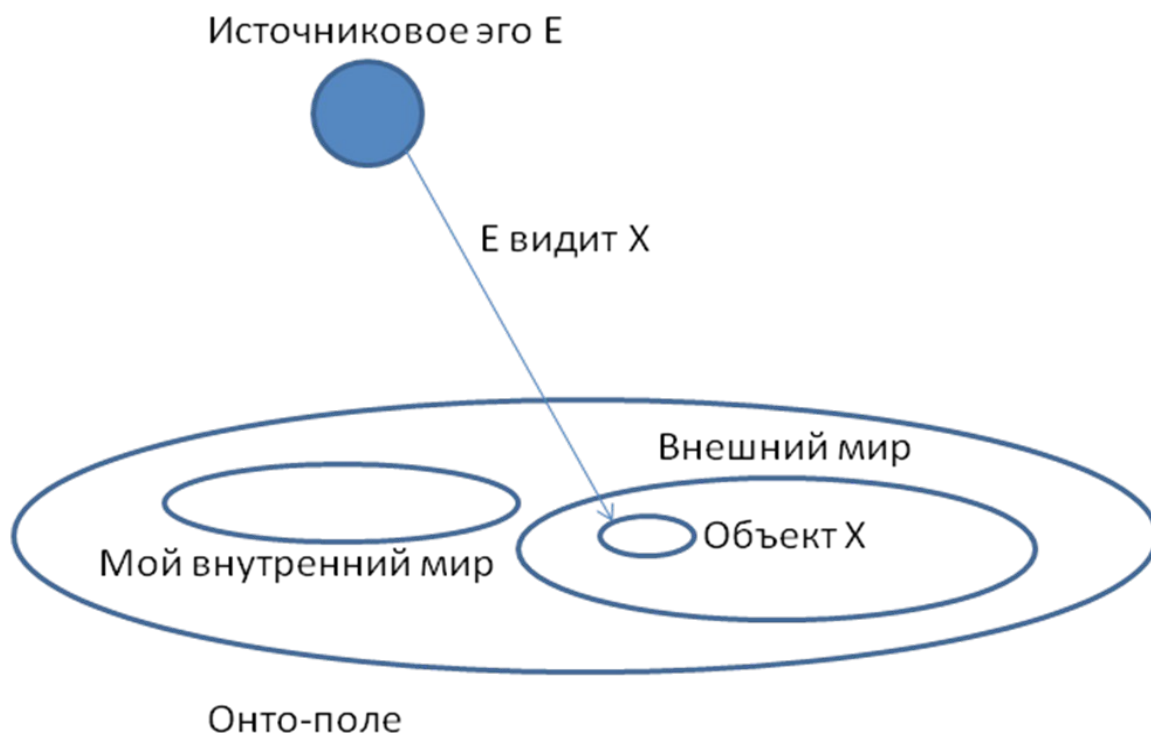 Источниковое эго E
E видит X
Внешний мир
Объект X
Мой внутренний мир
Онто-поле